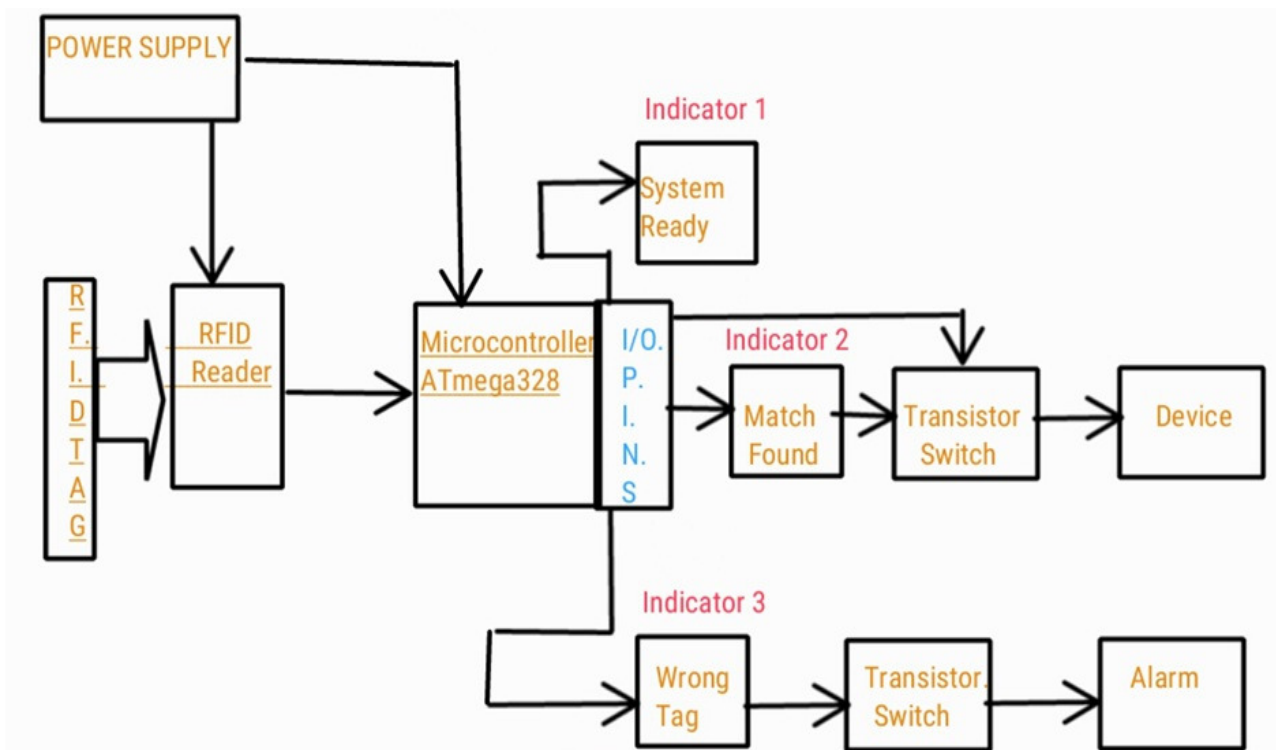 POWER SUPPLY
Indicator 1
System
Ready
R
F.
I.
D
T
A
G
RFID
Reader
Microcontroller
ATmega328
I/O.
P.
I.
N.
S
Indicator 2
Match
Found
Transistor
Switch
Device
Indicator 3
Wrong
Tag
Transistor.
Switch
Alarm